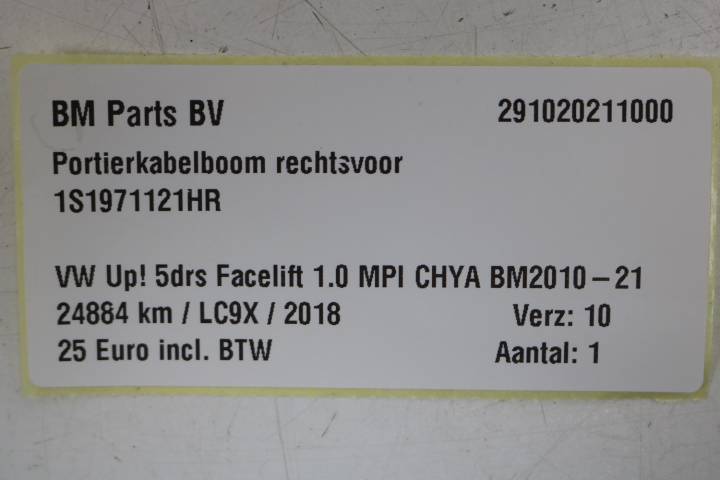 BM Parts BV 291020211000
Portierkabelboom rechtsvoor
1S1971121HR
VW Up! 5drs Facelift 1.0 MPI CHYA BM2010-21
24884 km / LC9X / 2018 Verz: 10
25 Euro incl. BTW Aantal: 1